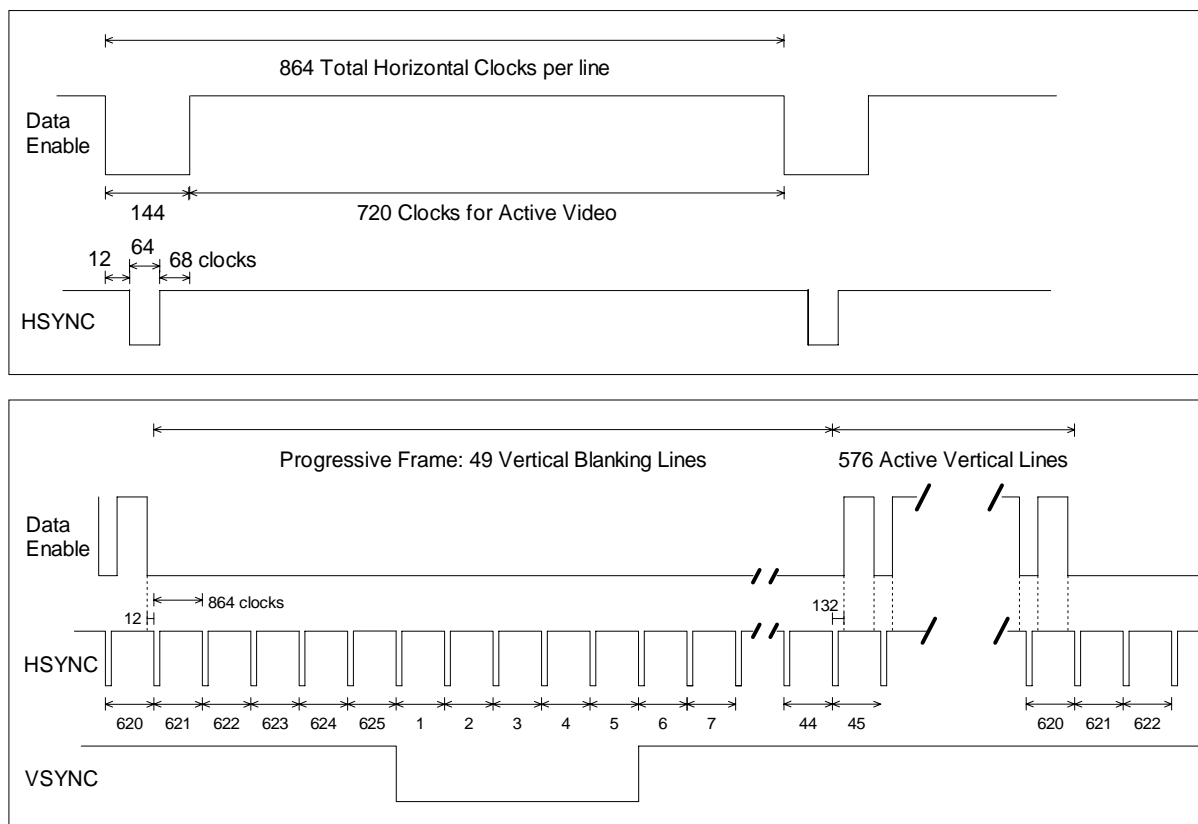 864 Total Horizontal Clocks per line
Data
Enable
144
720 Clocks for Active Video
64
12
68 clocks
HSYNC
Progressive Frame: 49 Vertical Blanking Lines
576 Active Vertical Lines
Data
Enable
864 clocks
12
132
HSYNC
620 621 622 623 624 625 1 2 3 4 5 6 7 44 45 620 621 622
VSYNC